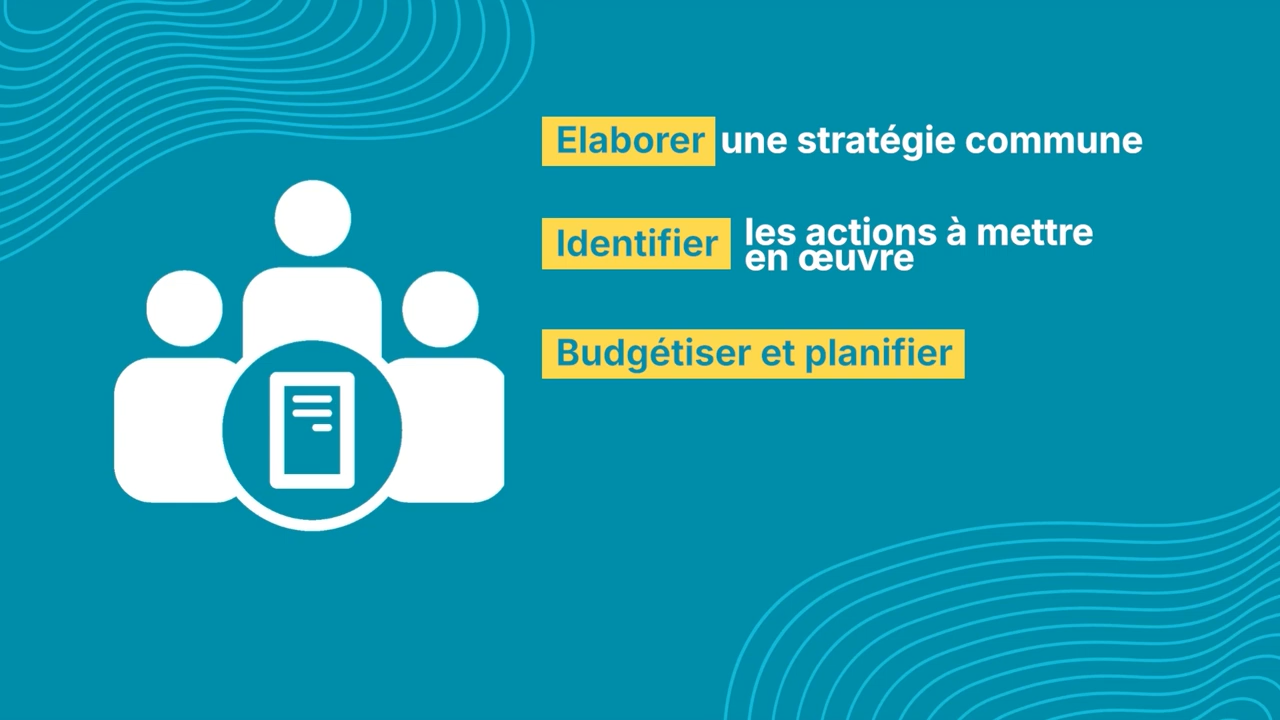 Elaborer une stratégie commune
Identifier les actions à mettre
en œuvre
Budgétiser et planifier